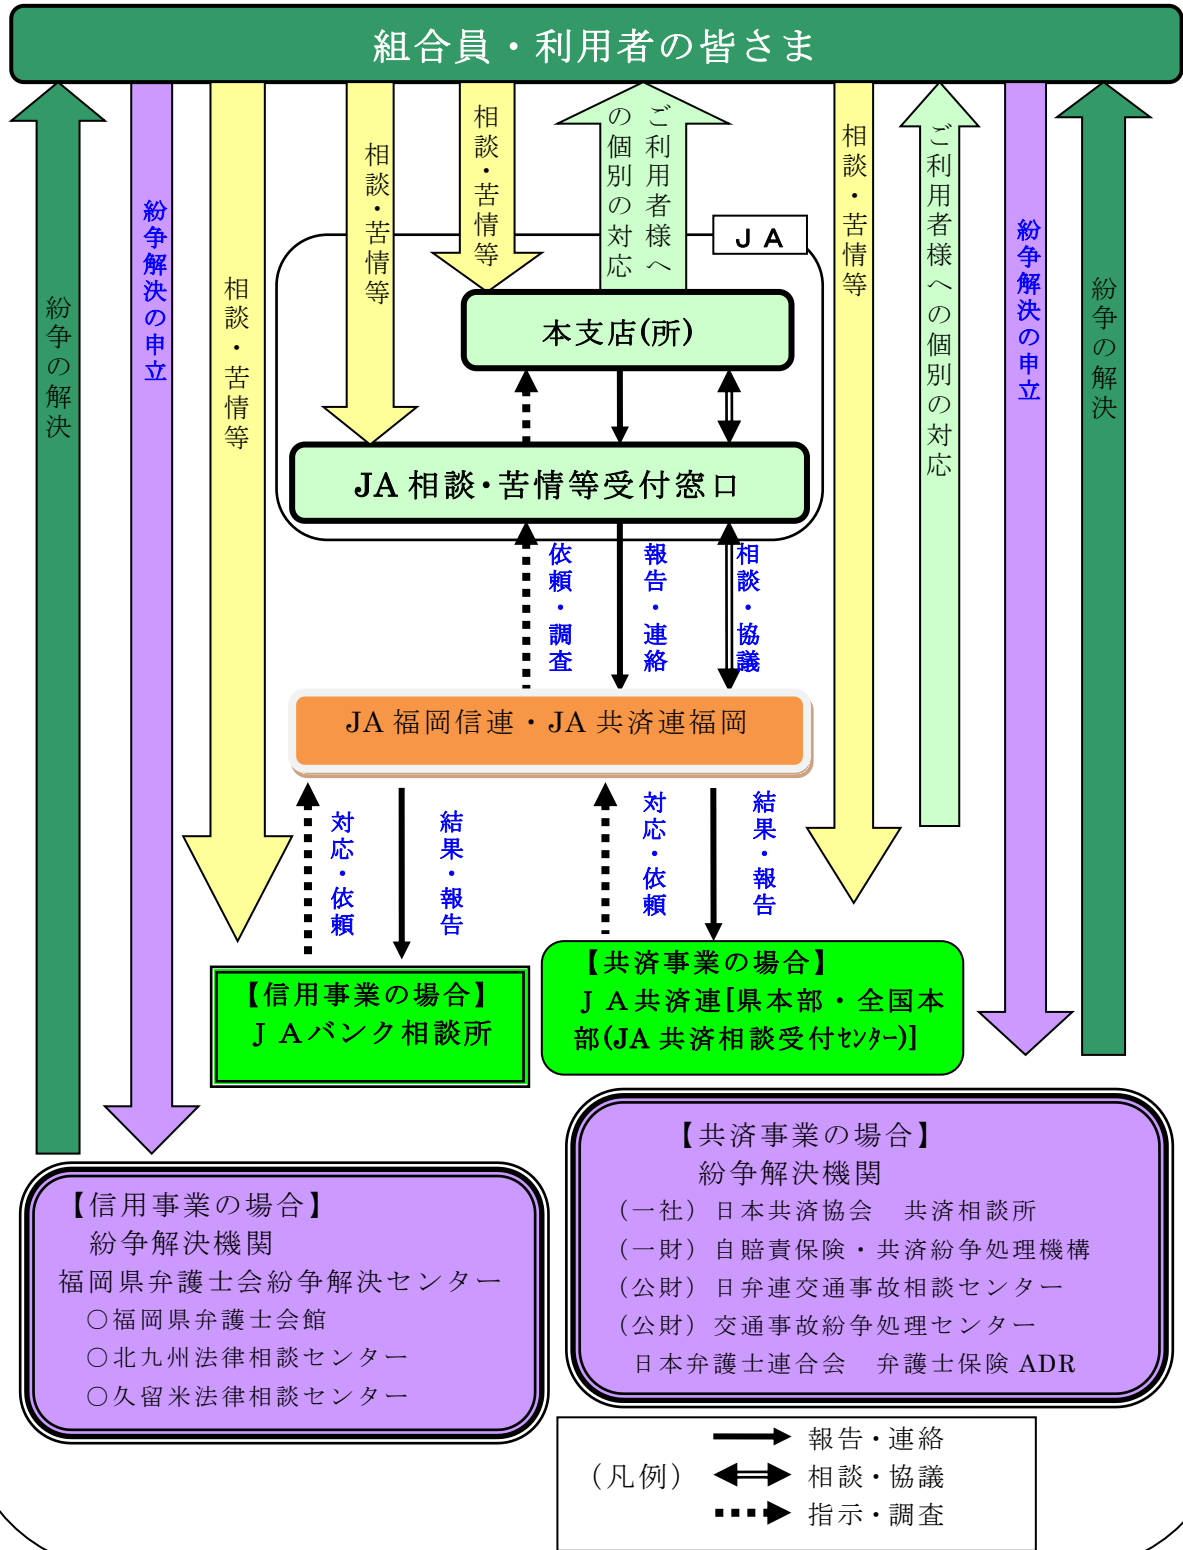 組合員・利用者の皆さま
紛争の解決
紛争解決の申立
相談・苦情等
相談・苦情等
相談・苦情等
ご利用者様へ
の個別の対応
相談・苦情等
ご利用者様への個別の対応
紛争解決の申立
紛争の解決
ＪＡ
本支店(所)
JA 相談・苦情等受付窓口
依頼・調査
報告・連絡
相談・協議
JA 福岡信連・JA 共済連福岡
対応・依頼
結果・報告
対応・依頼
結果・報告
【信用事業の場合】
ＪＡバンク相談所
【共済事業の場合】
ＪＡ共済連[県本部・全国本
部(JA 共済相談受付ｾﾝﾀｰ)]
【信用事業の場合】
紛争解決機関
福岡県弁護士会紛争解決センター
○福岡県弁護士会館
○北九州法律相談センター
○久留米法律相談センター
【共済事業の場合】
紛争解決機関
（一社）日本共済協会　共済相談所
（一財）自賠責保険・共済紛争処理機構
（公財）日弁連交通事故相談センター
（公財）交通事故紛争処理センター
日本弁護士連合会　弁護士保険 ADR
（凡例）
報告・連絡
相談・協議
指示・調査